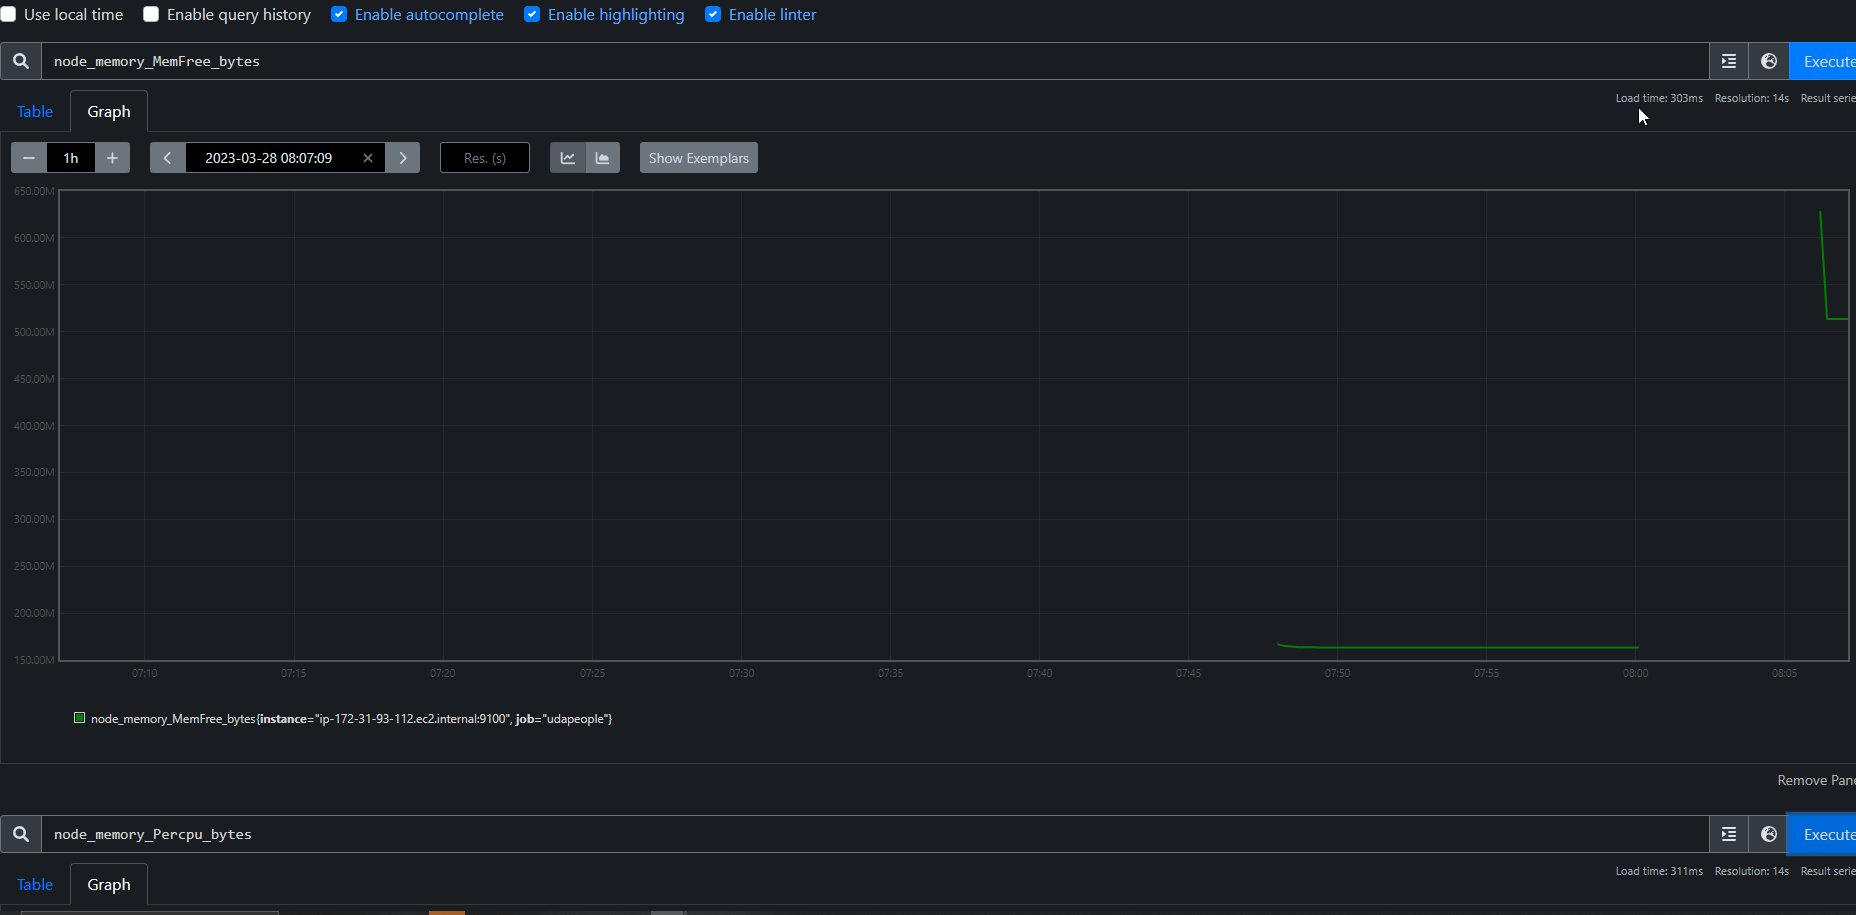 Use local time Enable query history Enable autocomplete Enable highlighting Enable linter
node_memory_MemFree_bytes Execute
Table Graph Load time: 303ms Resolution: 14s Result serie
1h 2023-03-28 08:07:09 Res. (s) Show Exemplars
650.00M
600.00M
550.00M
500.00M
450.00M
400.00M
350.00M
300.00M
250.00M
200.00M
150.00M
07:10 07:15 07:20 07:25 07:30 07:35 07:40 07:45 07:50 07:55 08:00 08:05
node_memory_MemFree_bytes{instance="ip-172-31-93-112.ec2.internal:9100", job="udapeople"}
Remove Pane
node_memory_Percpu_bytes Execute
Table Graph Load time: 311ms Resolution: 14s Result serie